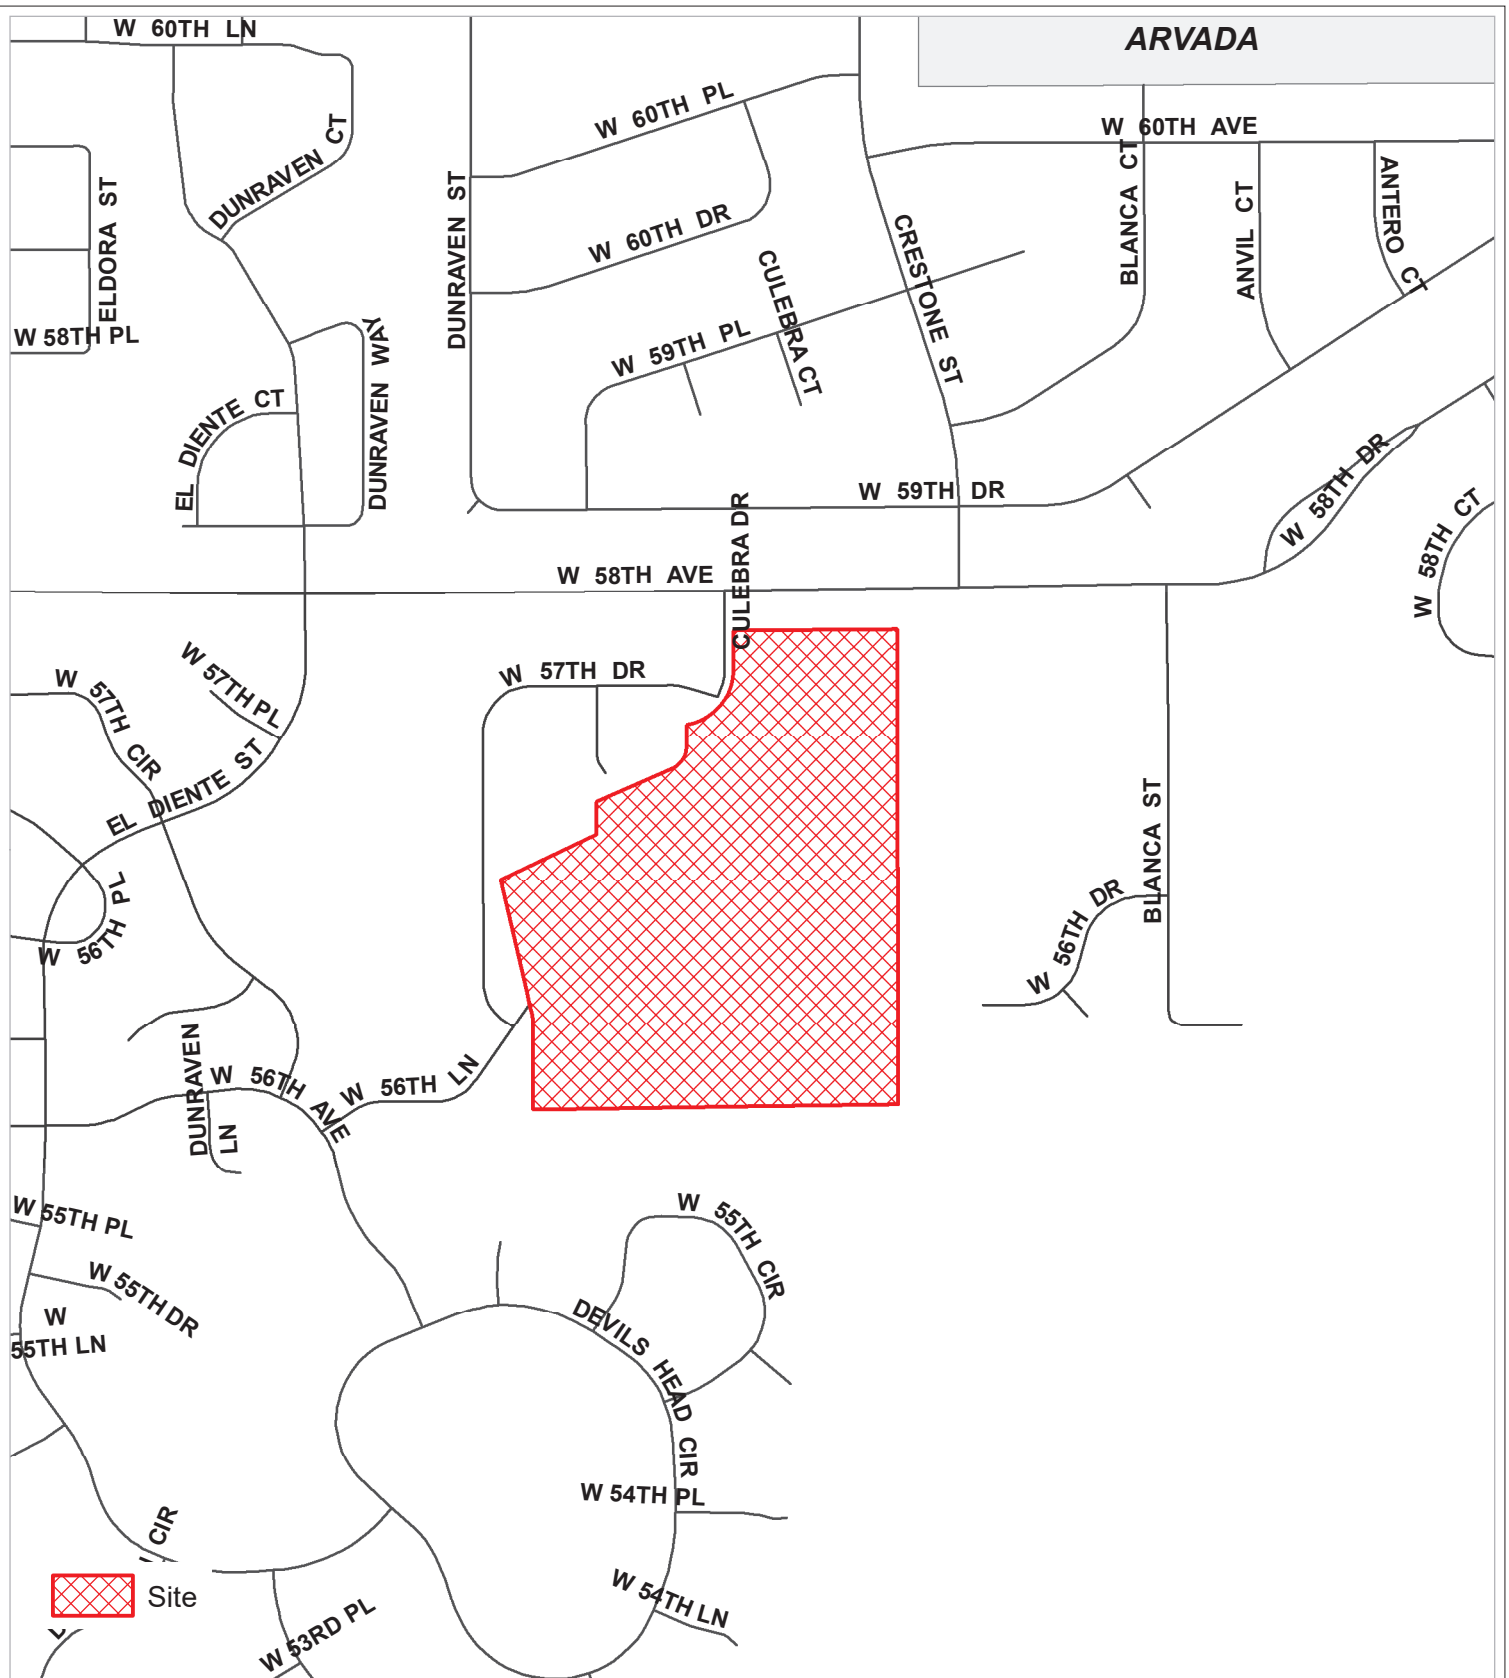 W 60TH LN
ARVADA
W 60TH PL
W 60TH AVE
DUNRAVEN CT
BLANCA CT
ANTERO CT
ELDORA ST
DUNRAVEN ST
ANVIL CT
W 60TH DR
CRESTONE ST
CULEBRA CT
W 58TH PL
W 59TH PL
DUNRAVEN WAY
EL DIENTE CT
W 58TH DR
W 59TH DR
W 58TH CT
CULEBRA DR
W 58TH AVE
W 57TH PL
W 57TH DR
W 57TH CIR
EL DIENTE ST
BLANCA ST
W 56TH PL
W 56TH DR
DUNRAVEN
LN
W 56TH AVE
W 56TH LN
W 55TH PL
W 55TH CIR
W 55TH DR
W
55TH LN
DEVILS HEAD CIR
W 54TH PL
CIR
Site
W 54TH LN
W 53RD PL